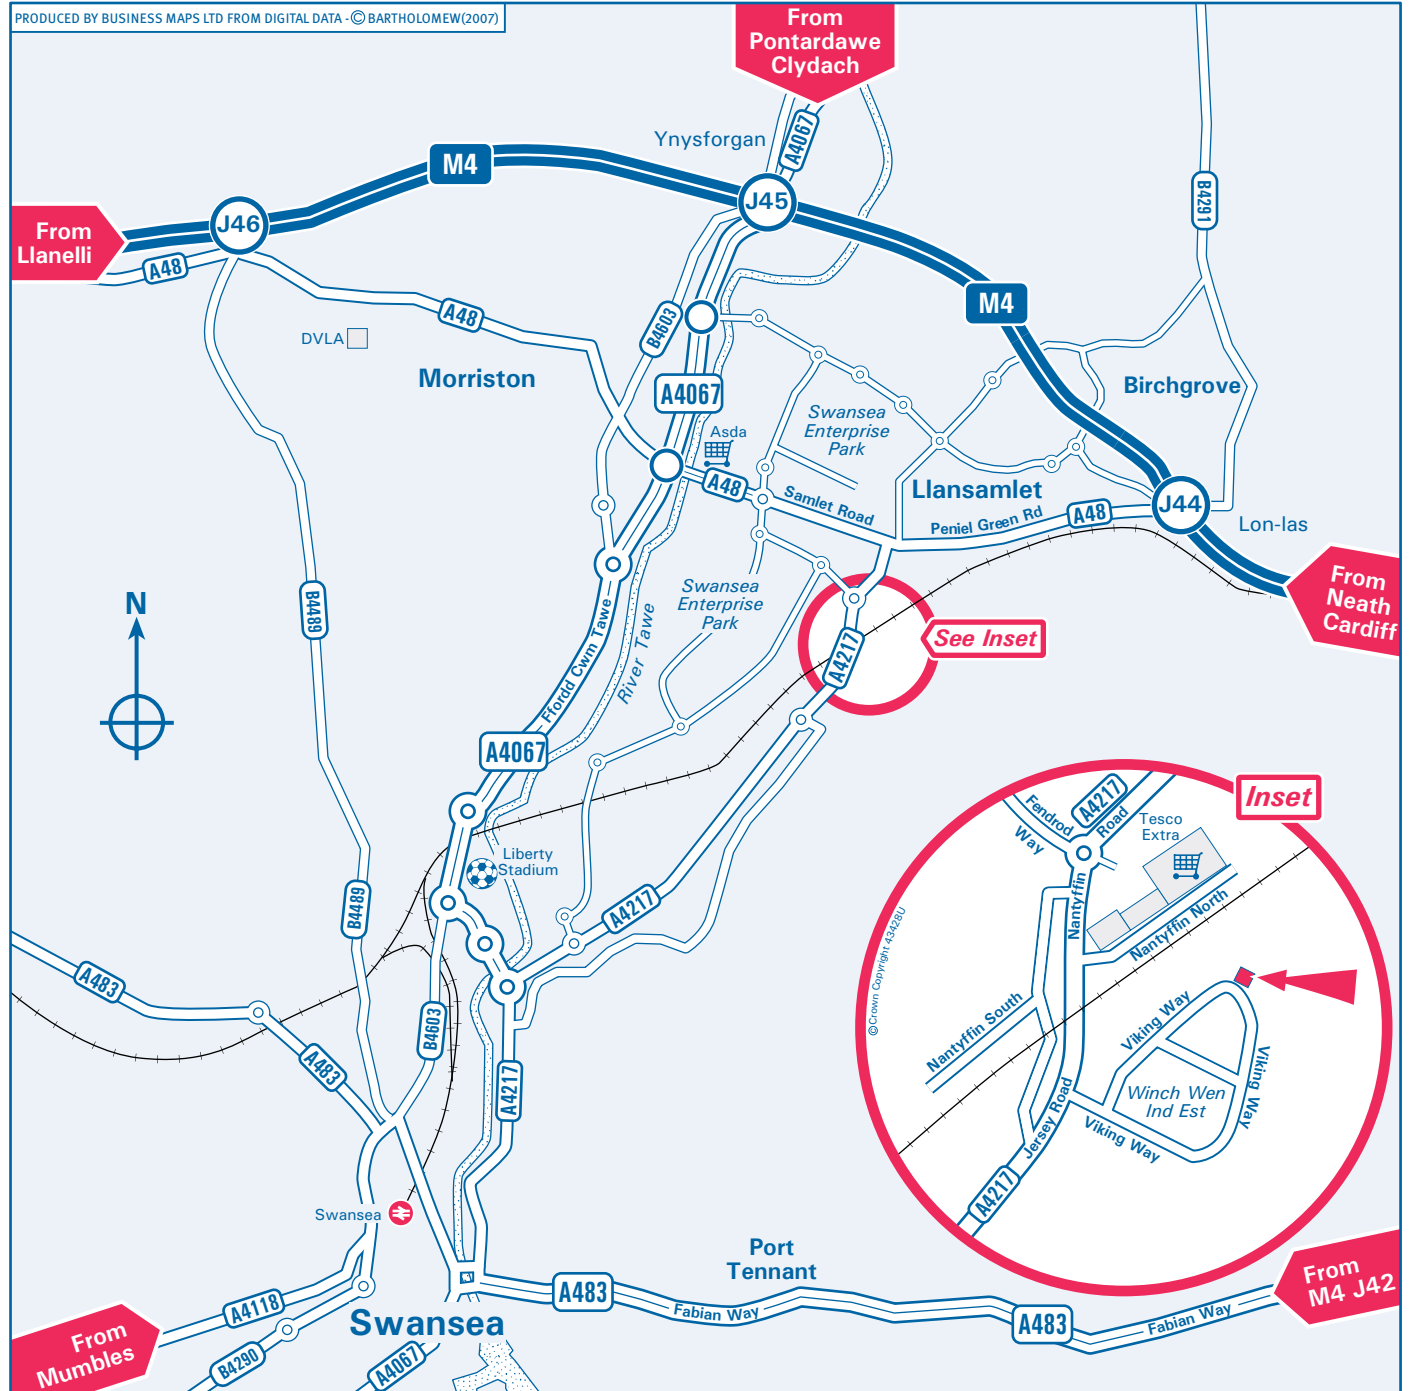 PRODUCED BY BUSINESS MAPS LTD FROM DIGITAL DATA - © BARTHOLOMEW(2007)
From
Pontardawe
Clydach
Ynysforgan
A4067
M4
J45
J46
From
Llanelli
A48
B4291
M4
A48
B4603
DVLA
Morriston
A4067
Birchgrove
Swansea
Enterprise
Park
Asda
A48
Samlet Road
Llansamlet
Peniel Green Rd
A48
J44
Lon-las
From
Neath
Cardiff
B4489
N
Swansea
Enterprise
Park
River Tawe
Ffordd Cwm Tawe
See Inset
A4217
A4067
Inset
Fendrod
Way
A4217
Road
Tesco
Extra
Nantyffin
Nantyffin North
Liberty
Stadium
B4489
A4217
© Crown Copyright 43428U
A483
Nantyffin South
Viking Way
Viking Way
Winch Wen
Ind Est
Viking Way
Jersey Road
A4217
B4603
A483
A4217
Swansea
Port
Tennant
From
M4 J42
A483
Fabian Way
A483
Fabian Way
A4118
Swansea
From
Mumbles
B4290
A4067